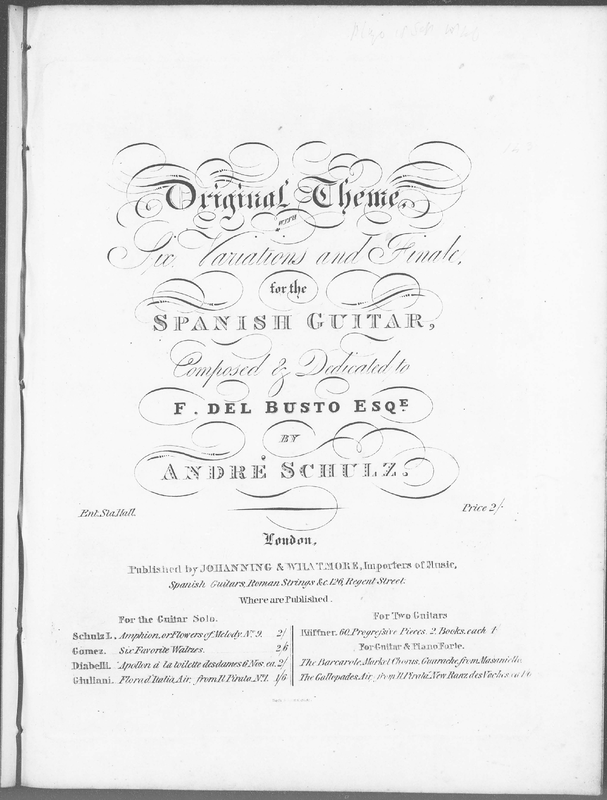 Original Theme,
with
Six Variations and Finale,
for the
SPANISH GUITAR,
Composed & Dedicated to
F. DEL BUSTO ESQE.
BY
ANDRÉ SCHULZ.
Ent. Sta. Hall.
Price 2/-
London,
Published by JOHANNING & WHATMORE, Importers of Music,
Spanish Guitars, Roman Strings &c. 126, Regent Street.
Where are Published.
For the Guitar Solo.
Schulz L. Amphion, or Flowers of Melody. No. 9. 2/
Gomez. Six Favorite Waltzes. 2 6
Diabelli. Apollon á la toilette des dames 6 Nos. ea. 2/
Giuliani. Flora d'Italia, Air, from Il Pirata, No. 1. 1/6
For Two Guitars
Küffner. 60, Progressive Pieces. 2. Books, each 4
For Guitar & Piano Forte.
The Barcarole, Market Chorus, Guarache, from Masaniello
The Gallopades, Air, from Il Pirata, New Ranz des Vaches, ea.